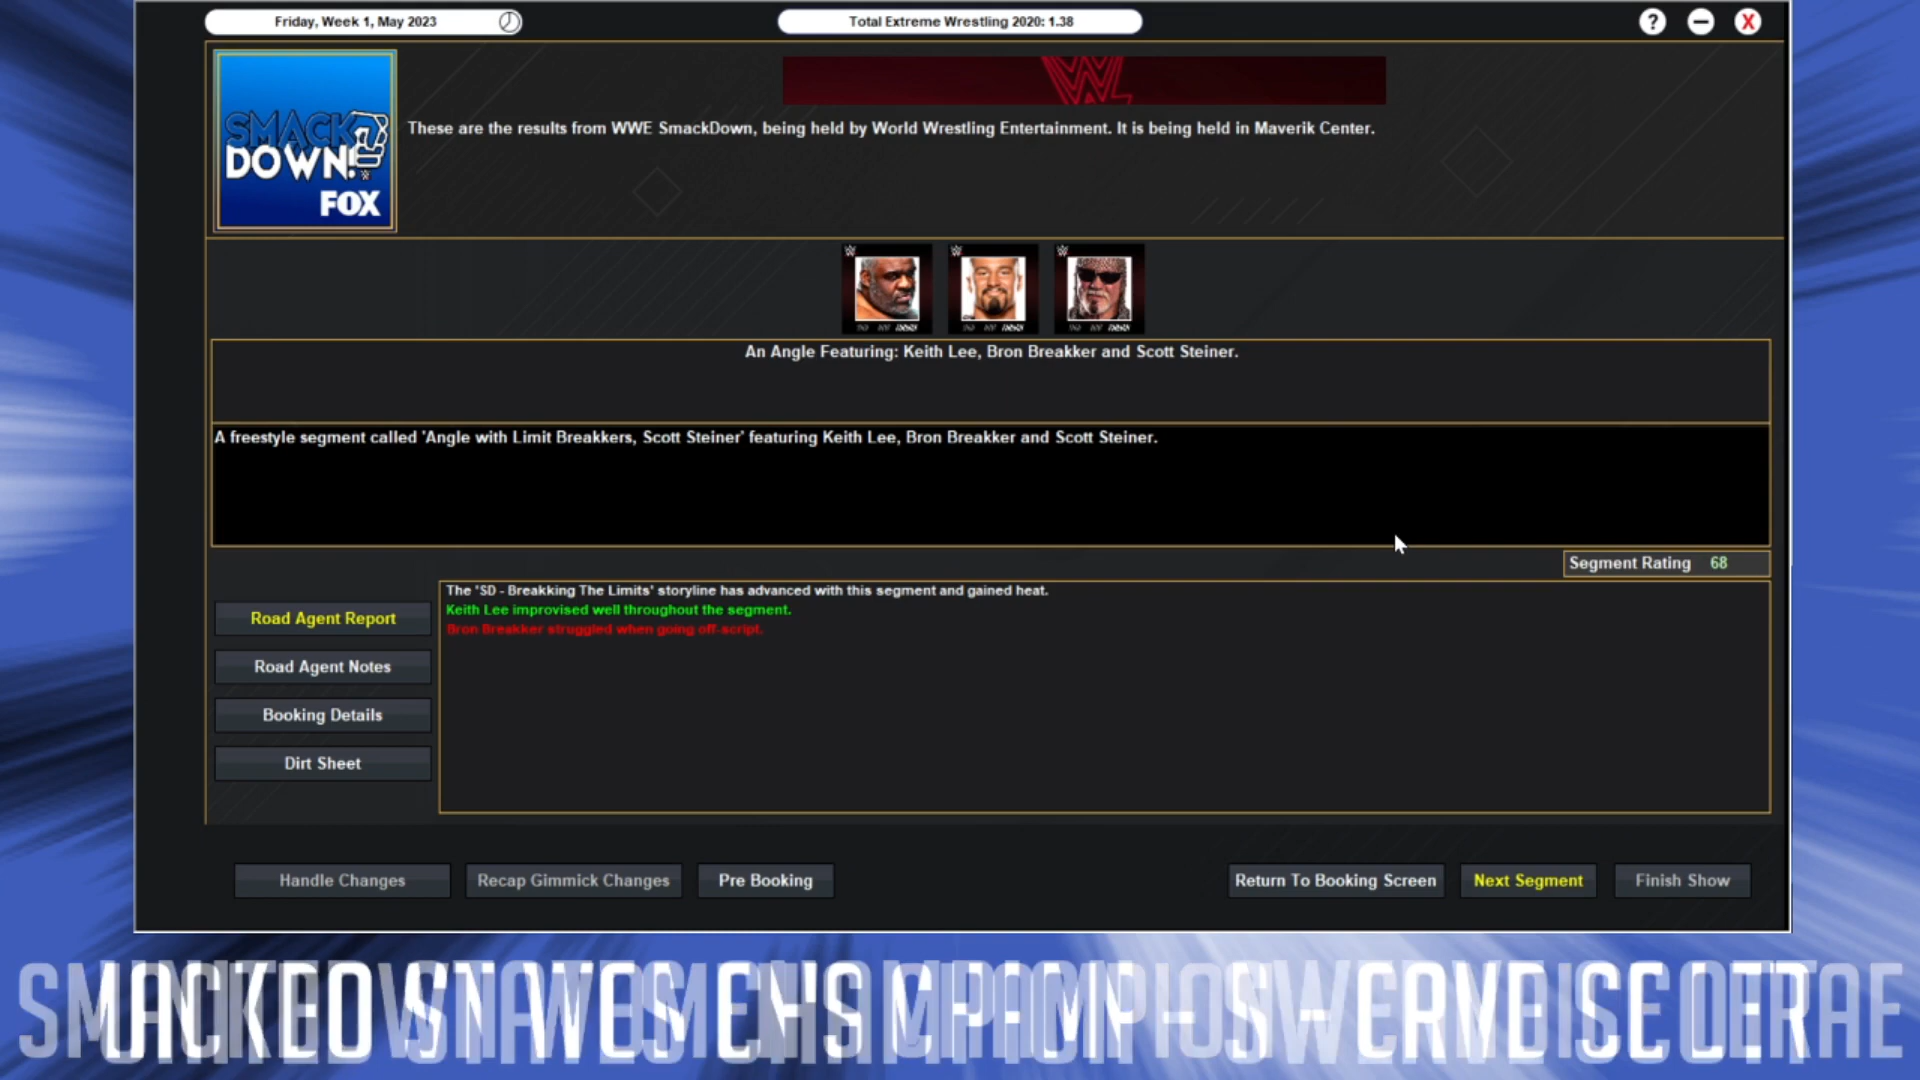 Friday, Week 1, May 2023
Total Extreme Wrestling 2020: 1.38
?
X
SMACK
DOWN!
FOX
These are the results from WWE SmackDown, being held by World Wrestling Entertainment. It is being held in Maverik Center.
An Angle Featuring: Keith Lee, Bron Breakker and Scott Steiner.
A freestyle segment called 'Angle with Limit Breakkers, Scott Steiner' featuring Keith Lee, Bron Breakker and Scott Steiner.
Segment Rating 68
The 'SD - Breakking The Limits' storyline has advanced with this segment and gained heat.
Keith Lee improvised well throughout the segment.
Bron Breakker struggled when going off-script.
Road Agent Report
Road Agent Notes
Booking Details
Dirt Sheet
Handle Changes
Recap Gimmick Changes
Pre Booking
Return To Booking Screen
Next Segment
Finish Show